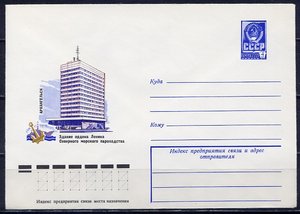 СССР
АРХАНГЕЛЬСК
Здание ордена Ленина
Северного морского пароходства
Куда
Кому
Индекс предприятия связи и адрес
отправителя
Индекс предприятия связи места назначения